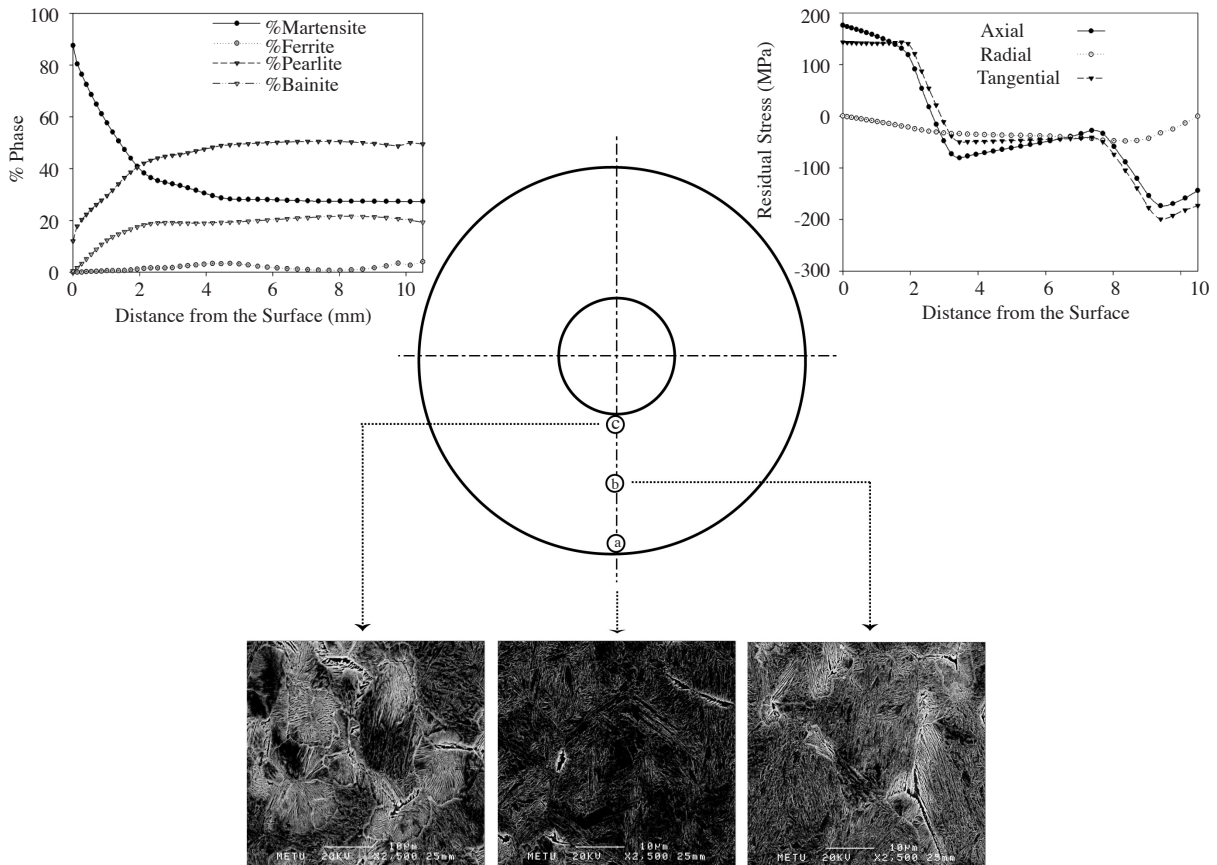 100
80
60
40
20
0
% Phase
%Martensite
%Ferrite
%Pearlite
%Bainite
0 2 4 6 8 10
Distance from the Surface (mm)
200
100
0
-100
-200
-300
Residual Stress (MPa)
Axial
Radial
Tangential
0 2 4 6 8 10
Distance from the Surface
c
b
a
10μm
METU 20KV X2,500 25mm
10μm
METU 20KV X2,500 25mm
10μm
METU 20KV X2,500 25mm